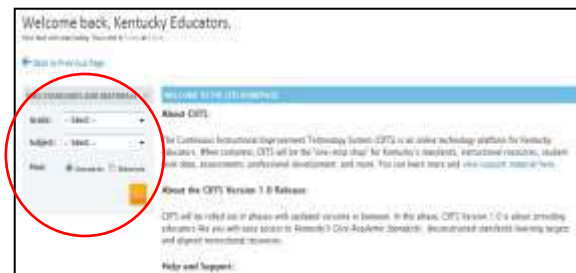 Welcome back, Kentucky Educators.
Back to Previous Page
WELCOME TO THE CIITS HOMEPAGE
Grade: - Select -
Subject: - Select -
Find: Standards Materials
About CIITS:
The Continuous Instructional Improvement Technology System (CIITS) is an online technology platform for Kentucky
educators. When complete, CIITS will be the "one-stop shop" for Kentucky's standards, instructional resources, student
level data, assessments, professional development, and more. You can learn more and view support material here.
About the CIITS Version 1.0 Release:
CIITS will be rolled out in phases with updated versions in between. In this phase, CIITS Version 1.0 is about providing
educators like you with easy access to Kentucky's Core Academic Standards, deconstructed standards learning targets
and aligned instructional resources.
Help and Support: